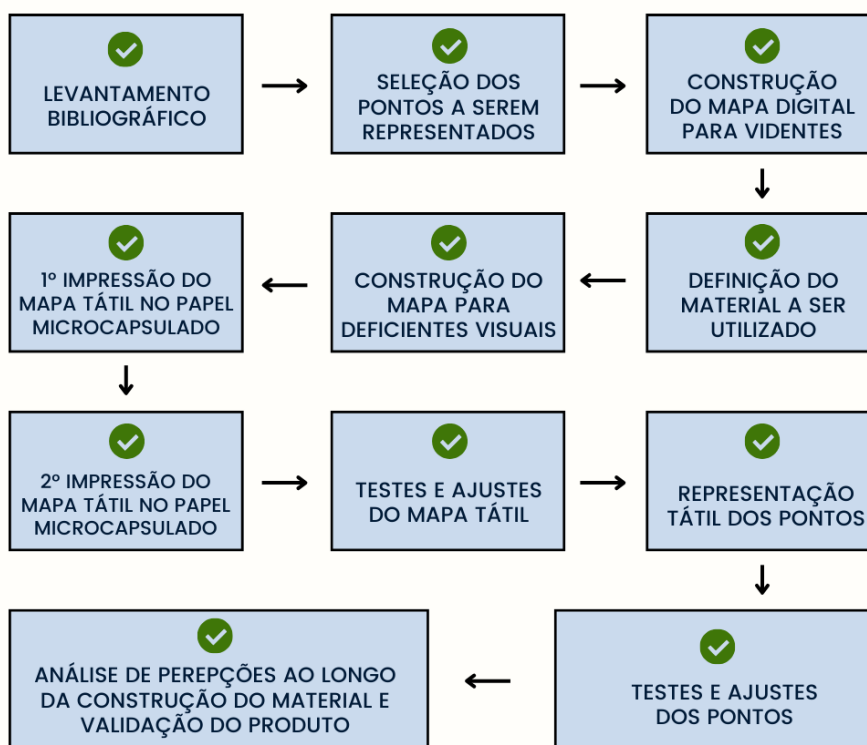 LEVANTAMENTO
BIBLIOGRÁFICO
SELEÇÃO DOS
PONTOS A SEREM
REPRESENTADOS
CONSTRUÇÃO
DO MAPA DIGITAL
PARA VIDENTES
DEFINIÇÃO DO
MATERIAL A SER
UTILIZADO
CONSTRUÇÃO DO
MAPA PARA
DEFICIENTES VISUAIS
1º IMPRESSÃO DO
MAPA TÁTIL NO PAPEL
MICROCAPSULADO
2º IMPRESSÃO DO
MAPA TÁTIL NO PAPEL
MICROCAPSULADO
TESTES E AJUSTES
DO MAPA TÁTIL
REPRESENTAÇÃO
TÁTIL DOS PONTOS
TESTES E AJUSTES
DOS PONTOS
ANÁLISE DE PEREPÇÕES AO LONGO
DA CONSTRUÇÃO DO MATERIAL E
VALIDAÇÃO DO PRODUTO